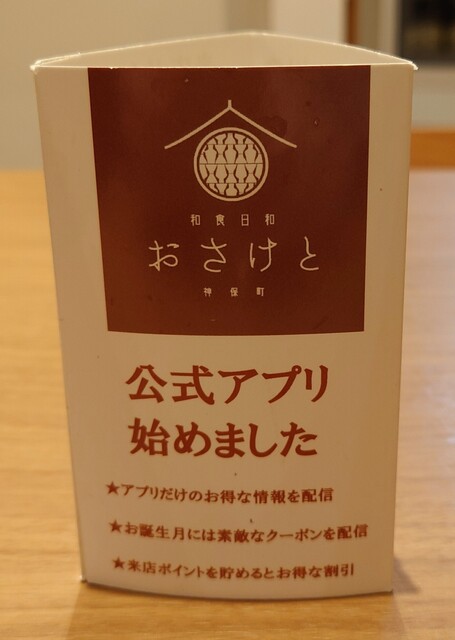 和食日和
おさけと
神保町
公式アプリ
始めました
★アプリだけのお得な情報を配信
★お誕生月には素敵なクーポンを配信
★来店ポイントを貯めるとお得な割引